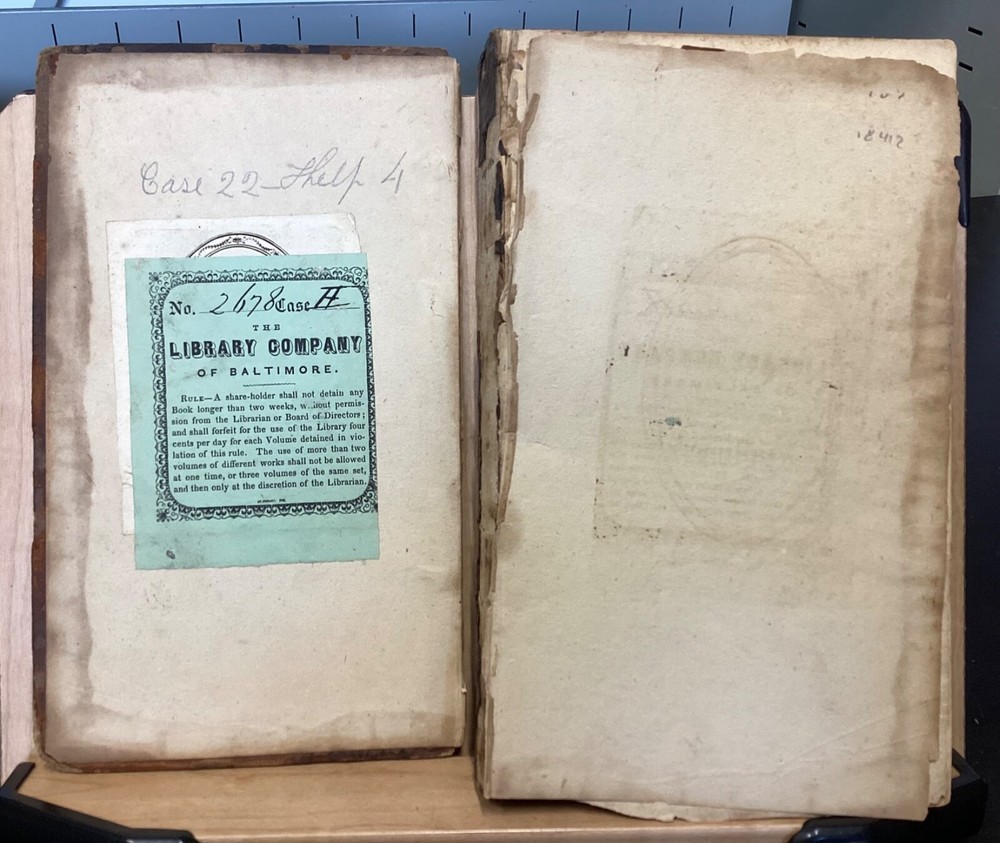 Case 22-Shelf 4
No. 2678 Case H
THE
LIBRARY COMPANY
OF BALTIMORE.
RULE—A share-holder shall not detain any
Book longer than two weeks, without permis-
sion from the Librarian or Board of Directors;
and shall forfeit for the use of the Library four
cents per day for each Volume detained in vio-
lation of this rule. The use of more than two
volumes of different works shall not be allowed
at one time, or three volumes of the same set,
and then only at the discretion of the Librarian.